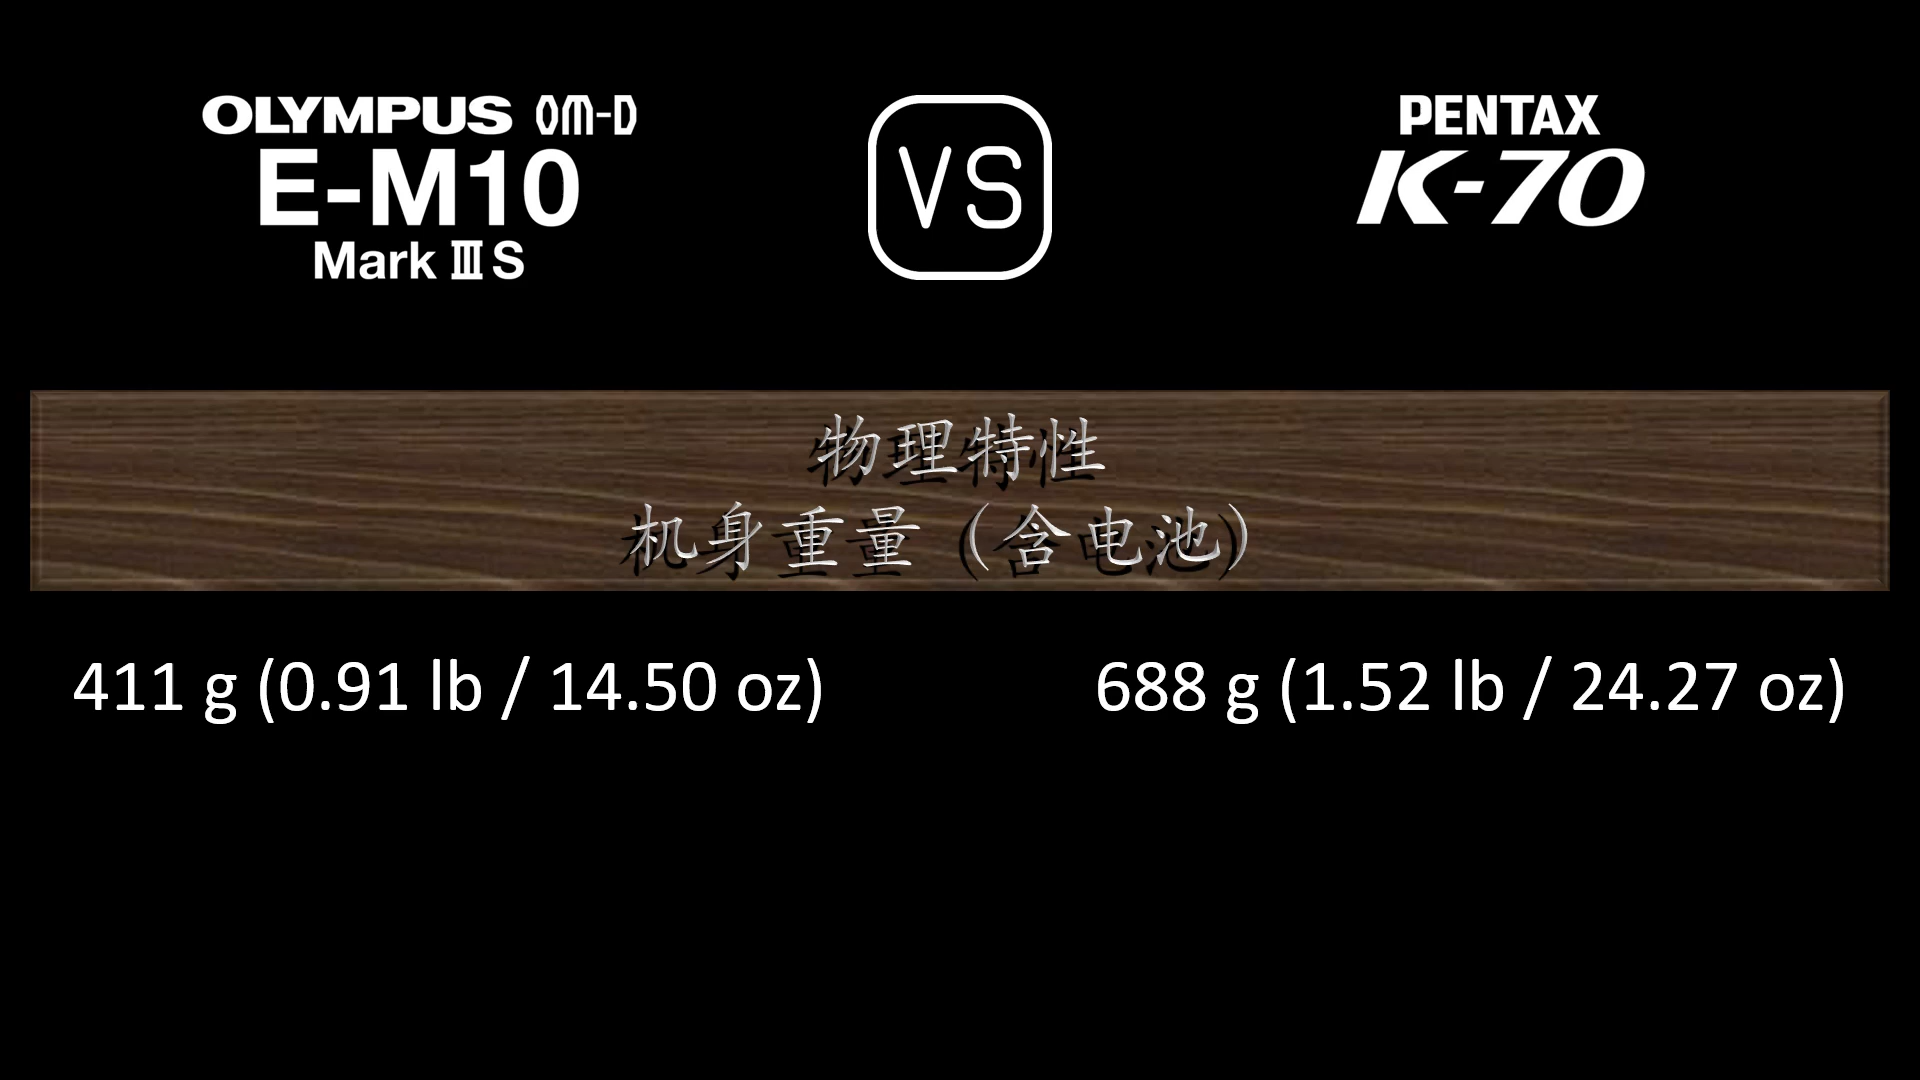 OLYMPUS OM-D
E-M10
Mark III S
VS
PENTAX
K-70
物理特性
机身重量（含电池）
411 g (0.91 lb / 14.50 oz)
688 g (1.52 lb / 24.27 oz)